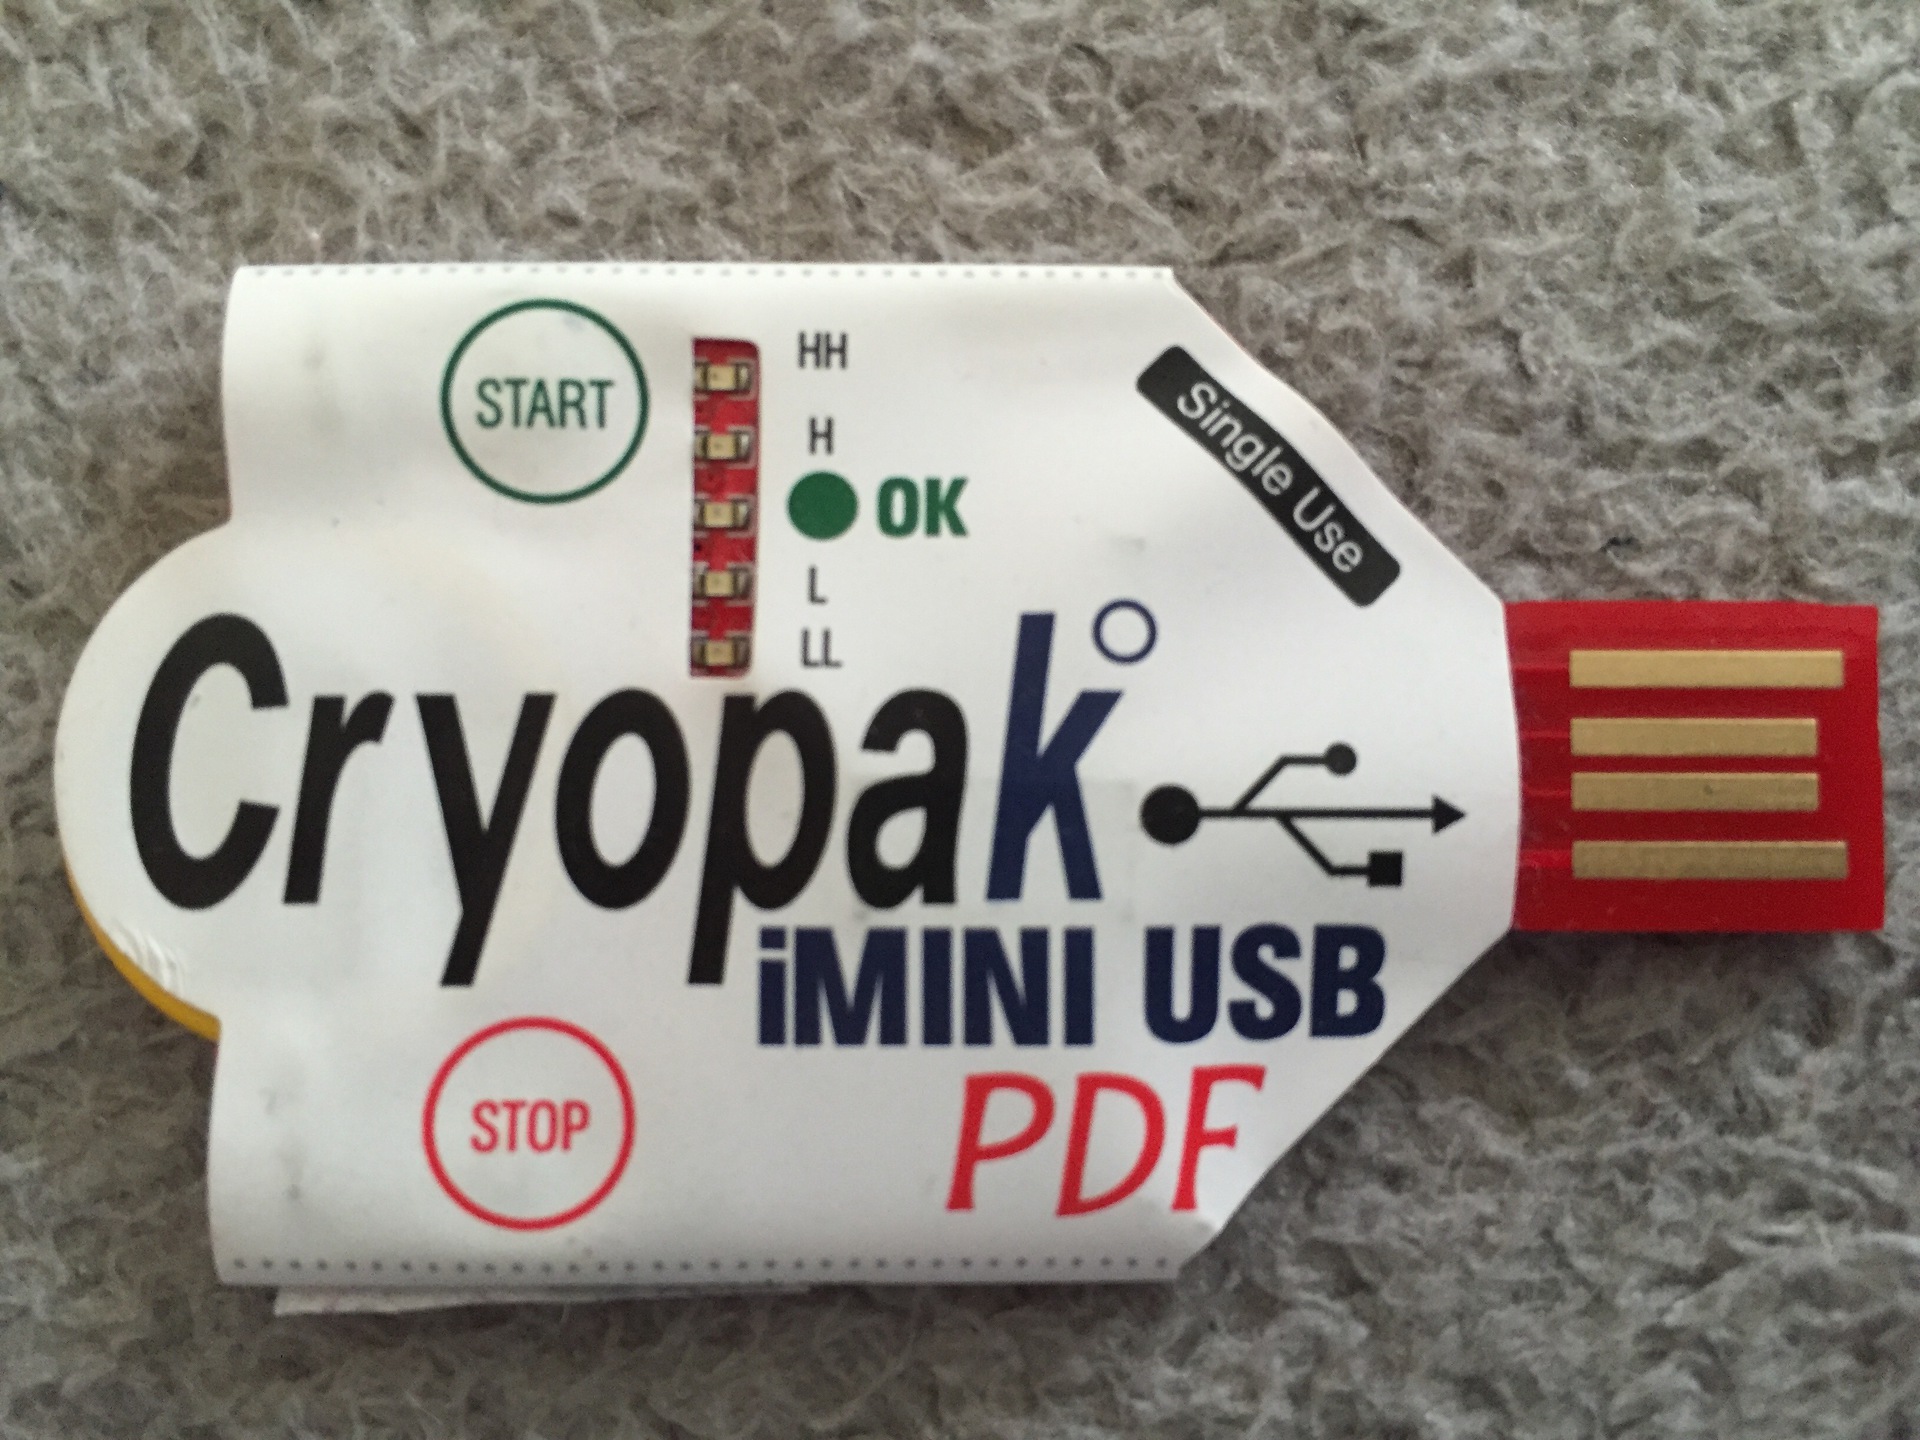 START
HH
H
OK
L
LL
Single Use
Cryopak
iMINI USB
PDF
STOP